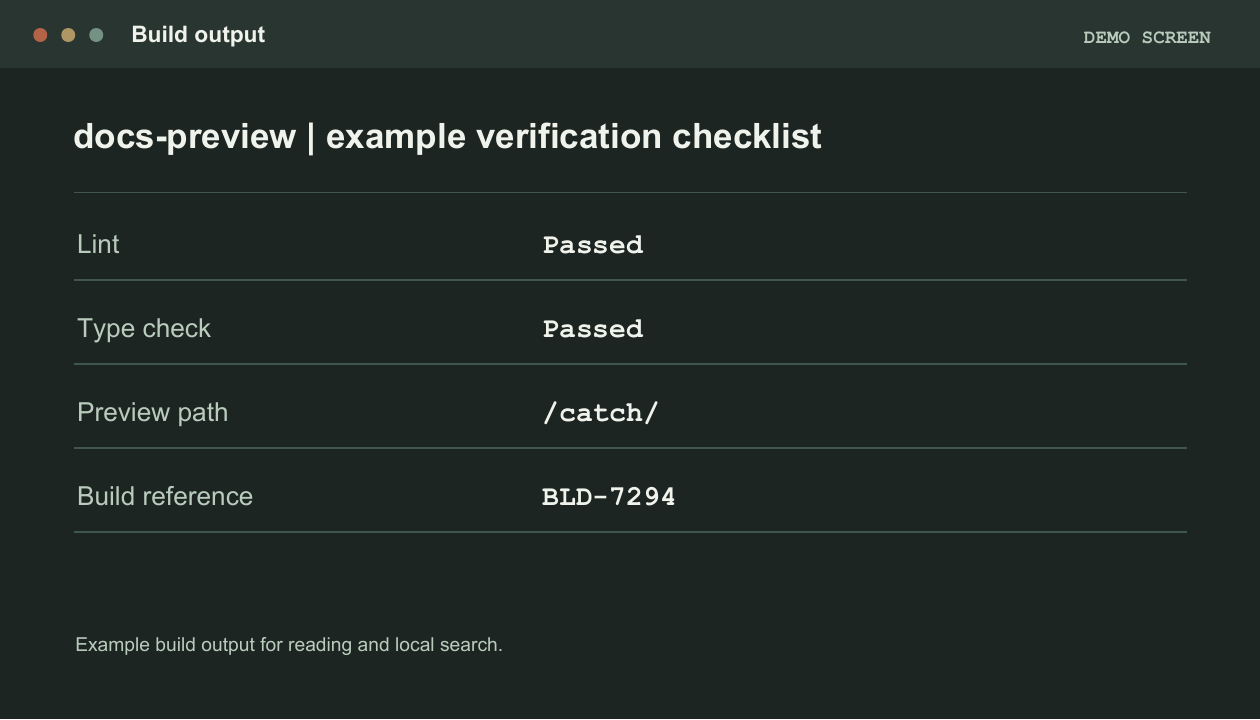 Build output
DEMO SCREEN
docs-preview | example verification checklist
Lint Passed
Type check Passed
Preview path /catch/
Build reference BLD-7294
Example build output for reading and local search.